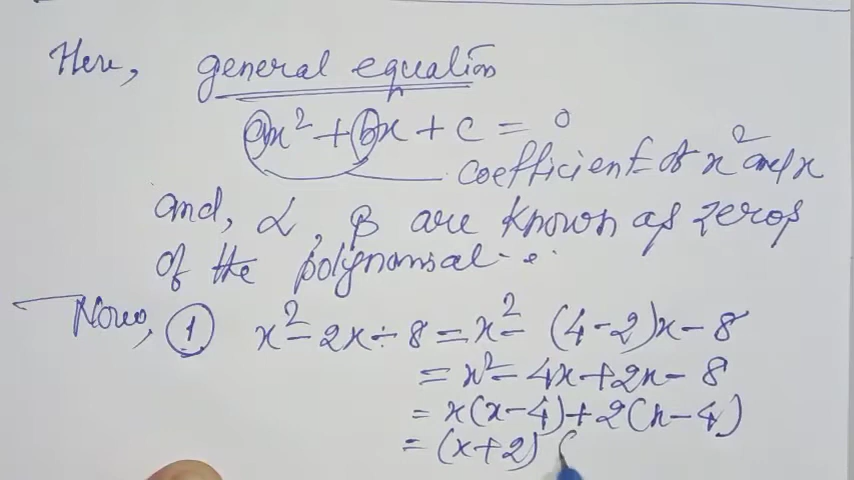 Here, general equation
ax² + bx + c = 0
coefficient of x² and x
and, α, β are known as zeros
of the polynomial.
Now, ① x² - 2x - 8 = x² - (4-2)x - 8
= x² - 4x + 2x - 8
= x(x-4) + 2(x-4)
= (x+2) (